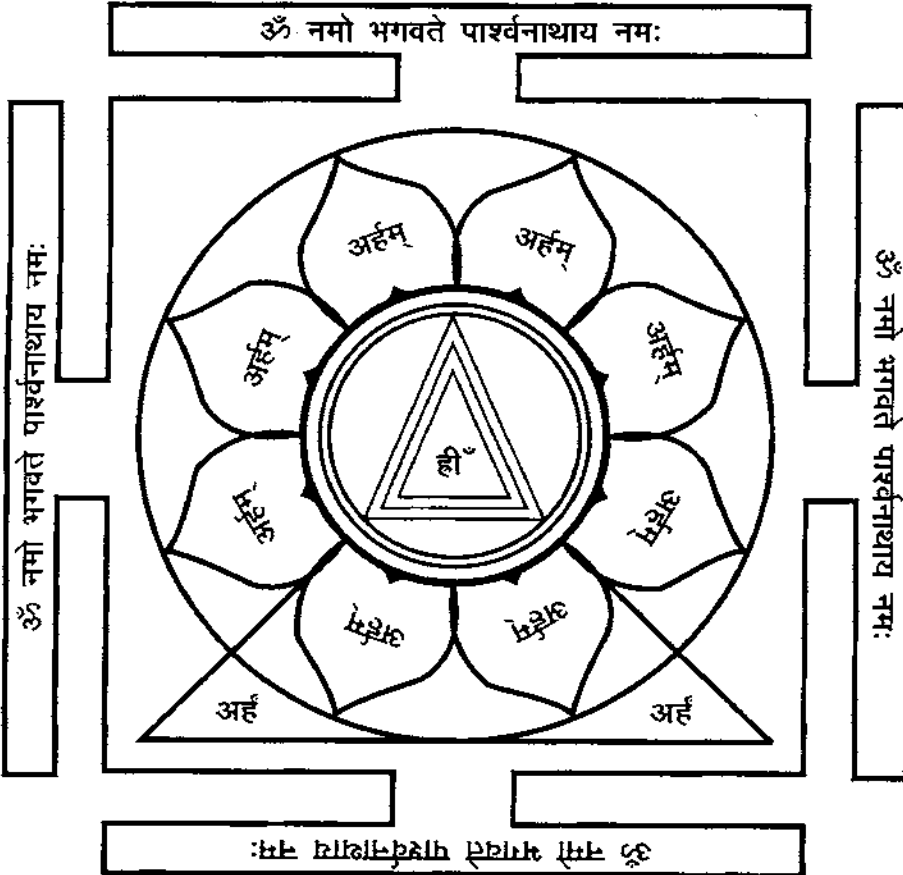 ॐ नमो भगवते पार्श्वनाथाय नमः
ॐ नमो भगवते पार्श्वनाथाय नमः
ॐ नमो भगवते पार्श्वनाथाय नमः
अर्हम्
अर्हम्
अर्हम्
अर्हम्
ह्रीँ
अर्हम्
अर्हम्
अर्हम्
अर्हम्
अर्हं
अर्हं
ॐ नमो भगवते पार्श्वनाथाय नमः